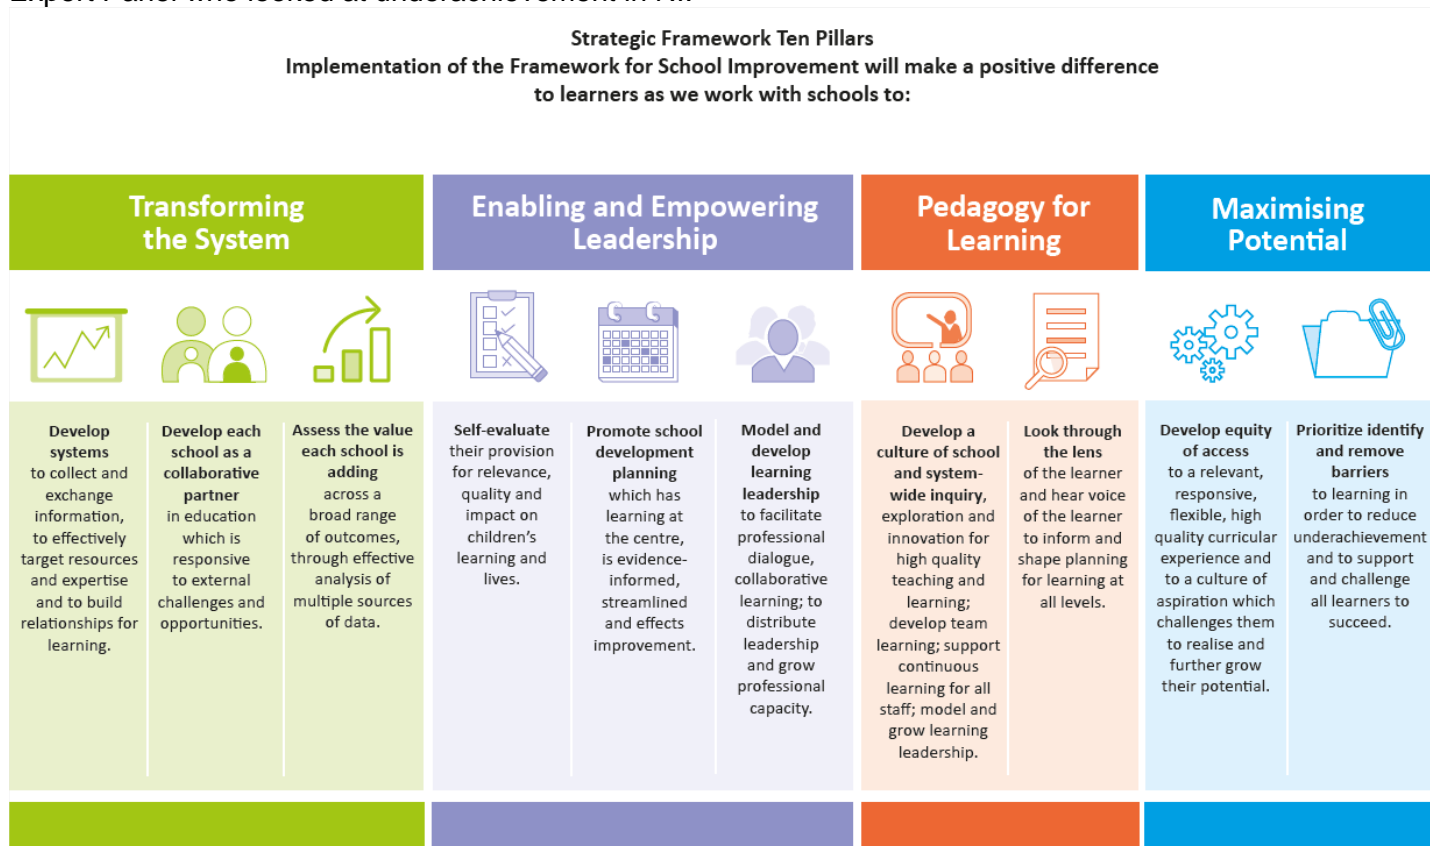 Expert Panel who looked at underachievement in
Strategic Framework Ten Pillars
Implementation of the Framework for School Improvement will make a positive difference
to learners as we work with schools to:
Transforming
the System
Enabling and Empowering
Leadership
Pedagogy for
Learning
Maximising
Potential
Develop
systems
to collect and
exchange
information,
to effectively
target resources
and expertise
and to build
relationships for
learning.
Develop each
school as a
collaborative
partner
in education
which is
responsive
to external
challenges and
opportunities.
Assess the value
each school is
adding
across a
broad range
of outcomes,
through effective
analysis of
multiple sources
of data.
Self-evaluate
their provision
for relevance,
quality and
impact on
children's
learning and
lives.
Promote school
development
planning
which has
learning at
the centre,
is evidence-
informed,
streamlined
and effects
improvement.
Model and
develop
learning
leadership
to facilitate
professional
dialogue,
collaborative
learning; to
distribute
leadership
and grow
professional
capacity.
Develop a
culture of school
and system-
wide inquiry,
exploration and
innovation for
high quality
teaching and
learning;
develop team
learning; support
continuous
learning for all
staff; model and
grow learning
leadership.
Look through
the lens
of the learner
and hear voice
of the learner
to inform and
shape planning
for learning at
all levels.
Develop equity
of access
to a relevant,
responsive,
flexible, high
quality curricular
experience and
to a culture of
aspiration which
challenges them
to realise and
further grow
their potential.
Prioritize identify
and remove
barriers
to learning in
order to reduce
underachievement
and to support
and challenge
all learners to
succeed.